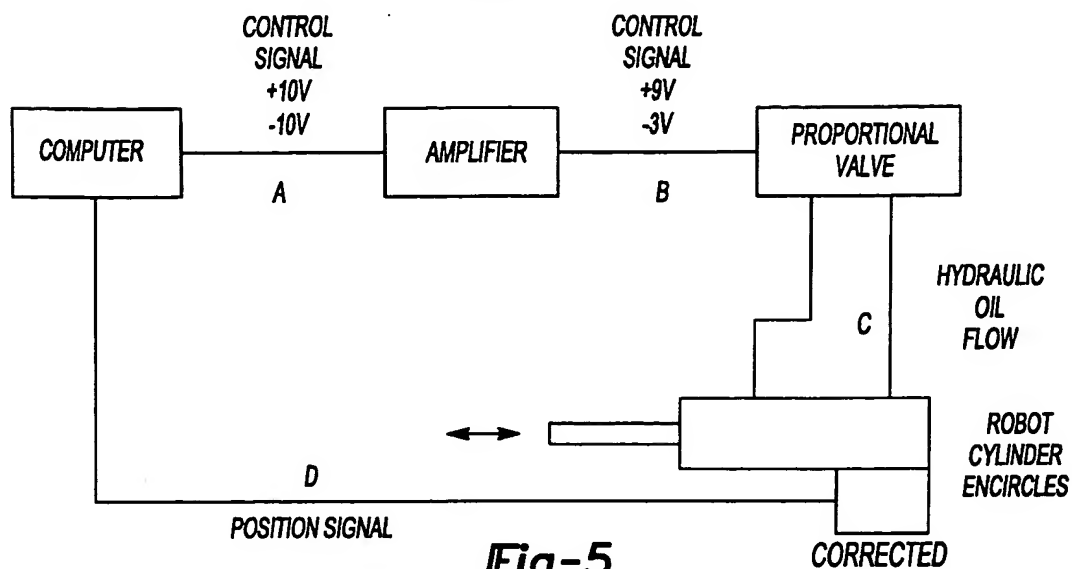 CONTROL
SIGNAL
+10V
-10V
CONTROL
SIGNAL
+9V
-3V
COMPUTER
AMPLIFIER
PROPORTIONAL
VALVE
A
B
HYDRAULIC
OIL
FLOW
C
ROBOT
CYLINDER
ENCIRCLES
D
POSITION SIGNAL
CORRECTED
Fig-5